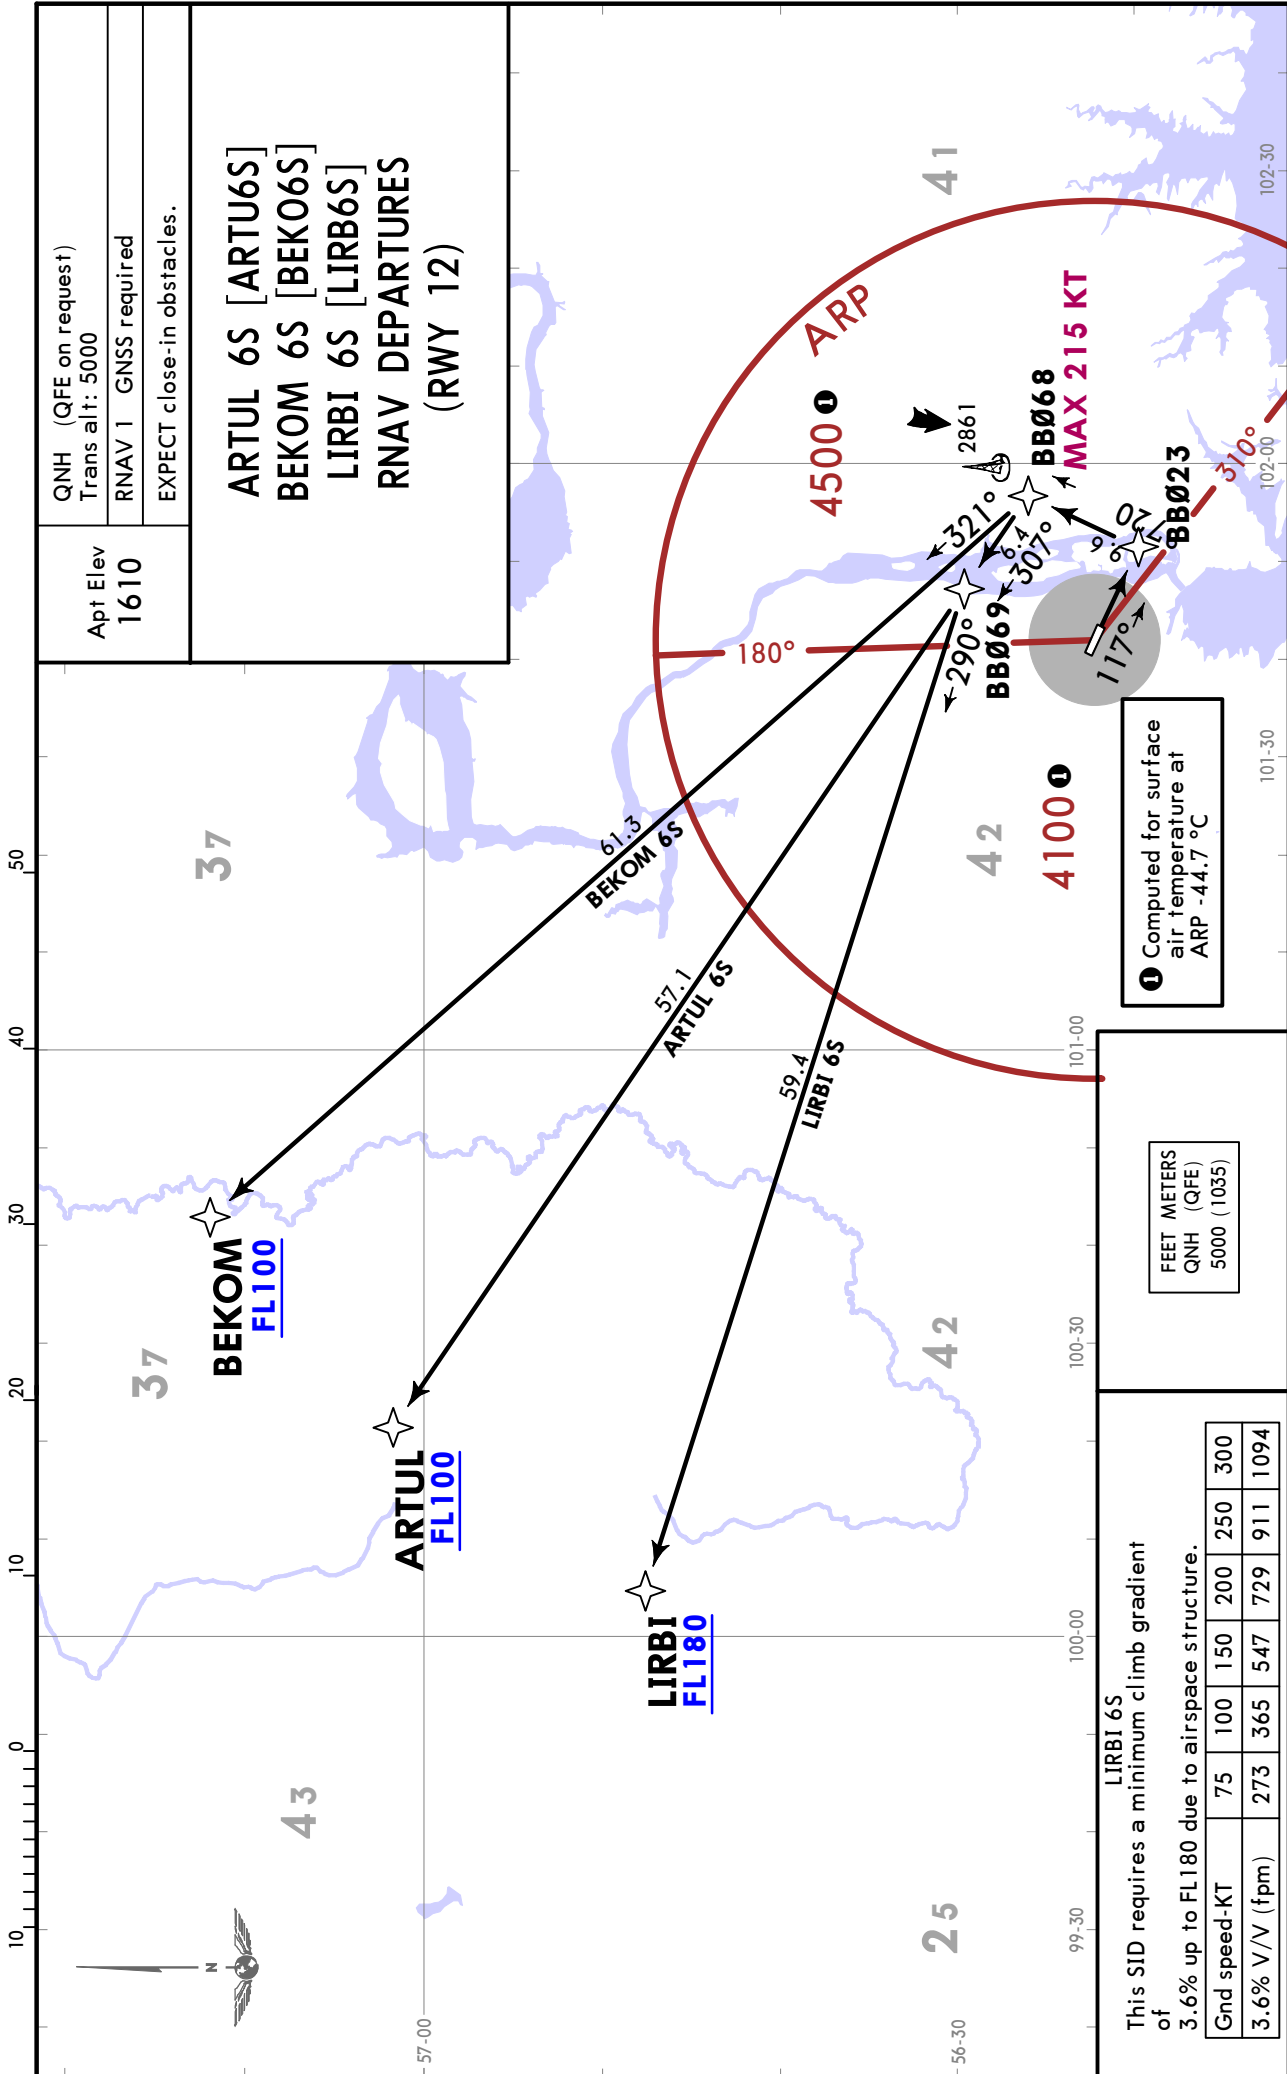 Apt Elev
1610
QNH (QFE on request)
Trans alt: 5000
RNAV 1 GNSS required
EXPECT close-in obstacles.
ARTUL 6S [ARTU6S]
BEKOM 6S [BEKO6S]
LIRBI 6S [LIRB6S]
RNAV DEPARTURES
(RWY 12)
10
0
10
20
30
40
50
N
43
37
37
41
42
42
25
BEKOM
FL100
ARTUL
FL100
LIRBI
FL180
61.3
BEKOM 6S
57.1
ARTUL 6S
59.4
LIRBI 6S
ARP
4500 1
2861
BBØ68
MAX 215 KT
321°
6.4
307°
290°
BBØ69
180°
9.6
BBØ23
310°
117°
4100 1
1 Computed for surface
air temperature at
ARP -44.7 °C
57-00
56-30
99-30
100-00
100-30
101-00
101-30
102-00
102-30
FEET METERS
QNH (QFE)
5000 (1035)
LIRBI 6S
This SID requires a minimum climb gradient
of
3.6% up to FL180 due to airspace structure.
Gnd speed-KT 75 100 150 200 250 300
3.6% V/V (fpm) 273 365 547 729 911 1094